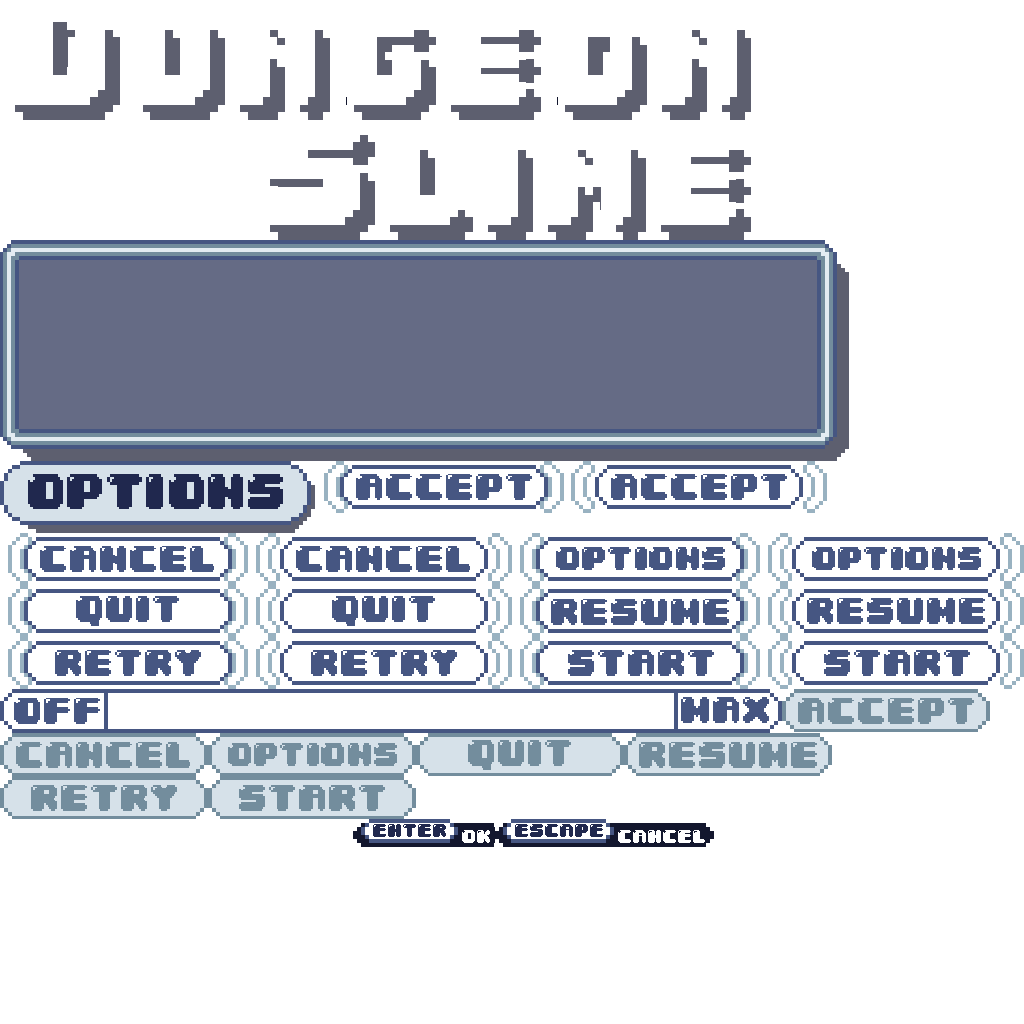 DUNGEON
SLIME
OPTIONS ACCEPT ACCEPT
CANCEL CANCEL OPTIONS OPTIONS
QUIT QUIT RESUME RESUME
RETRY RETRY START START
OFF MAX ACCEPT
CANCEL OPTIONS QUIT RESUME
RETRY START
ENTER OK ESCAPE CANCEL